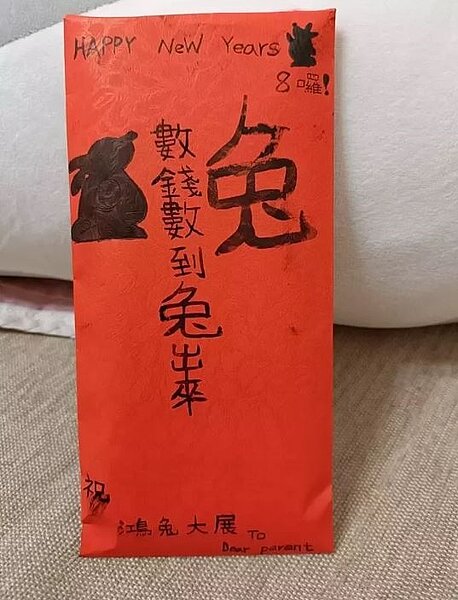 HAPPY NeW Years
8囉!
兔
數錢數到兔出來
祝
鴻兔大展
To
Dear parent